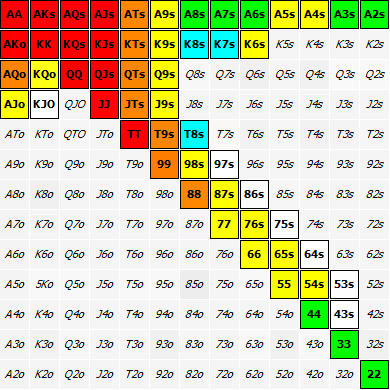 AA AKs AQs AJs ATs A9s A8s A7s A6s A5s A4s A3s A2s
AKo KK KQs KJs KTs K9s K8s K7s K6s K5s K4s K3s K2s
AQo KQo QQ QJs QTs Q9s Q8s Q7s Q6s Q5s Q4s Q3s Q2s
AJo KJO QJO JJ JTs J9s J8s J7s J6s J5s J4s J3s J2s
ATo KTo QTO JTo TT T9s T8s T7s T6s T5s T4s T3s T2s
A9o K9o Q9o J9o T9o 99 98s 97s 96s 95s 94s 93s 92s
A8o K8o Q8o J8o T8o 98o 88 87s 86s 85s 84s 83s 82s
A7o K7o Q7o J7o T7o 97o 87o 77 76s 75s 74s 73s 72s
A6o K6o Q6o J6o T6o 96o 86o 76o 66 65s 64s 63s 62s
A5o 5Ko Q5o J5o T5o 95o 85o 75o 65o 55 54s 53s 52s
A4o K4o Q4o J4o T4o 94o 84o 74o 64o 54o 44 43s 42s
A3o K3o Q3o J3o T3o 93o 83o 73o 63o 53o 43o 33 32s
A2o K2o Q2o J2o T2o 92o 82o 72o 62o 52o 42o 32o 22